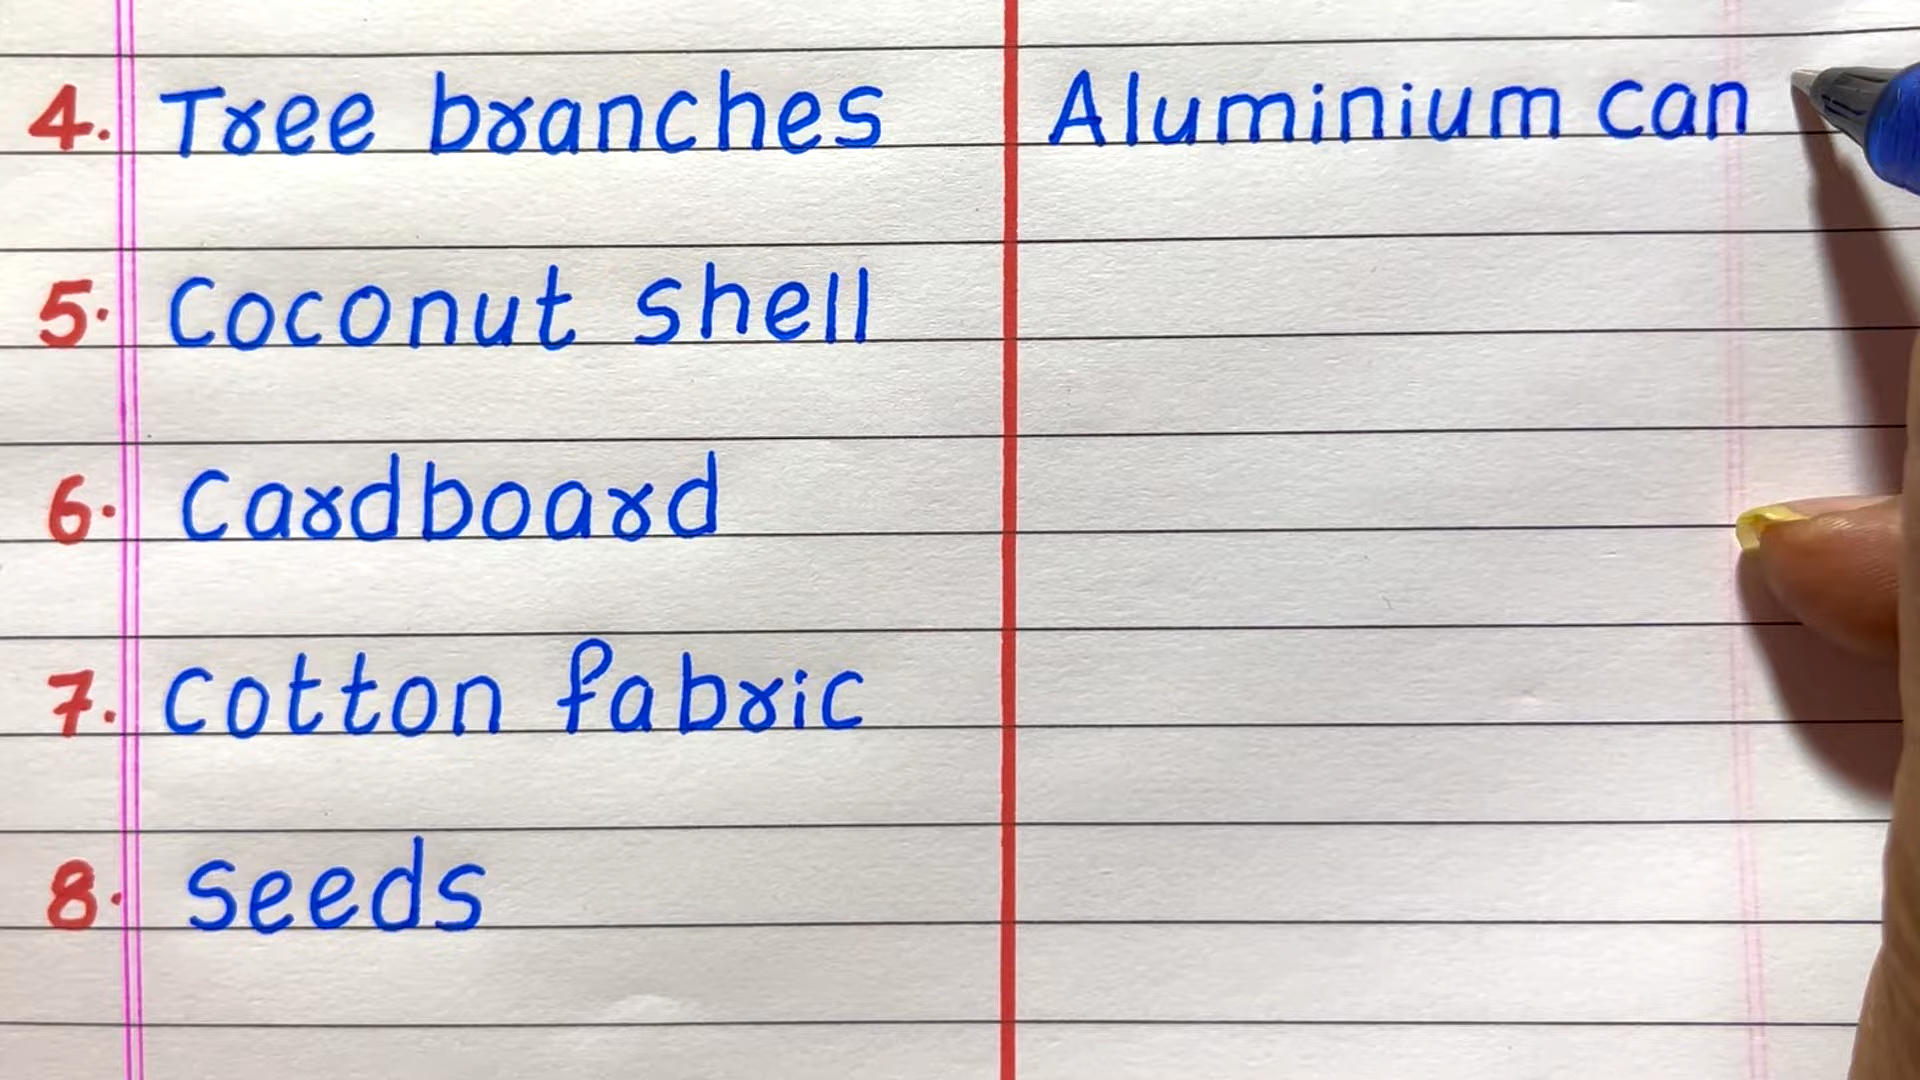 4. Tree branches Aluminium can
5. Coconut shell
6. Cardboard
7. Cotton fabric
8. Seeds